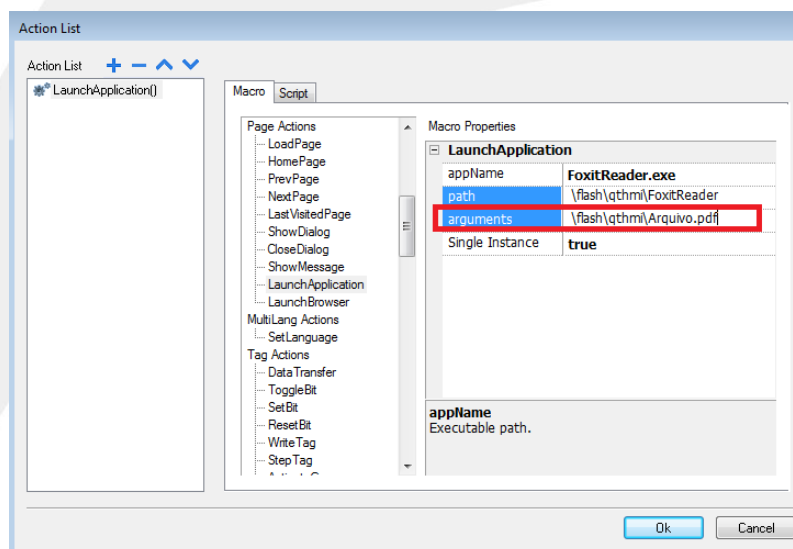 Action List
Action List
LaunchApplication()
Macro Script
Page Actions
LoadPage
HomePage
PrevPage
NextPage
LastVisitedPage
ShowDialog
CloseDialog
ShowMessage
LaunchApplication
LaunchBrowser
MultiLang Actions
SetLanguage
Tag Actions
DataTransfer
ToggleBit
SetBit
ResetBit
WriteTag
StepTag
Macro Properties
LaunchApplication
appName FoxitReader.exe
path \flash\qthmi\FoxitReader
arguments \flash\qthmi\Arquivo.pdf
Single Instance true
appName
Executable path.
Ok Cancel